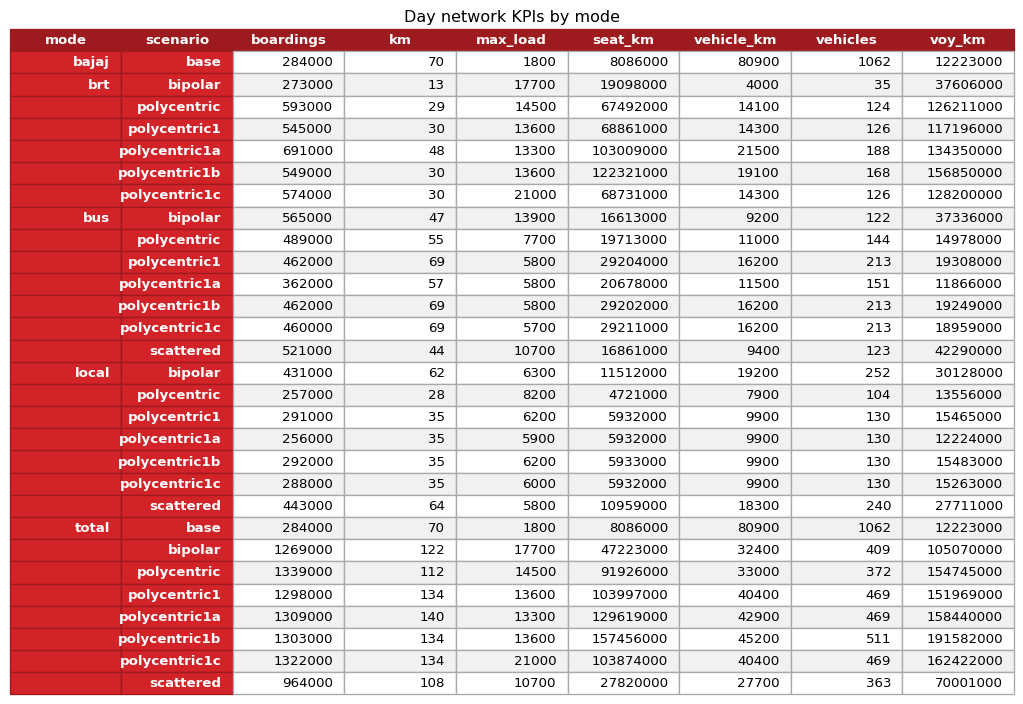 Day network KPIs by mode
mode scenario boardings km max_load seat_km vehicle_km vehicles voy_km
bajaj base 284000 70 1800 8086000 80900 1062 12223000
brt bipolar 273000 13 17700 19098000 4000 35 37606000
polycentric 593000 29 14500 67492000 14100 124 126211000
polycentric1 545000 30 13600 68861000 14300 126 117196000
polycentric1a 691000 48 13300 103009000 21500 188 134350000
polycentric1b 549000 30 13600 122321000 19100 168 156850000
polycentric1c 574000 30 21000 68731000 14300 126 128200000
bus bipolar 565000 47 13900 16613000 9200 122 37336000
polycentric 489000 55 7700 19713000 11000 144 14978000
polycentric1 462000 69 5800 29204000 16200 213 19308000
polycentric1a 362000 57 5800 20678000 11500 151 11866000
polycentric1b 462000 69 5800 29202000 16200 213 19249000
polycentric1c 460000 69 5700 29211000 16200 213 18959000
scattered 521000 44 10700 16861000 9400 123 42290000
local bipolar 431000 62 6300 11512000 19200 252 30128000
polycentric 257000 28 8200 4721000 7900 104 13556000
polycentric1 291000 35 6200 5932000 9900 130 15465000
polycentric1a 256000 35 5900 5932000 9900 130 12224000
polycentric1b 292000 35 6200 5933000 9900 130 15483000
polycentric1c 288000 35 6000 5932000 9900 130 15263000
scattered 443000 64 5800 10959000 18300 240 27711000
total base 284000 70 1800 8086000 80900 1062 12223000
bipolar 1269000 122 17700 47223000 32400 409 105070000
polycentric 1339000 112 14500 91926000 33000 372 154745000
polycentric1 1298000 134 13600 103997000 40400 469 151969000
polycentric1a 1309000 140 13300 129619000 42900 469 158440000
polycentric1b 1303000 134 13600 157456000 45200 511 191582000
polycentric1c 1322000 134 21000 103874000 40400 469 162422000
scattered 964000 108 10700 27820000 27700 363 70001000